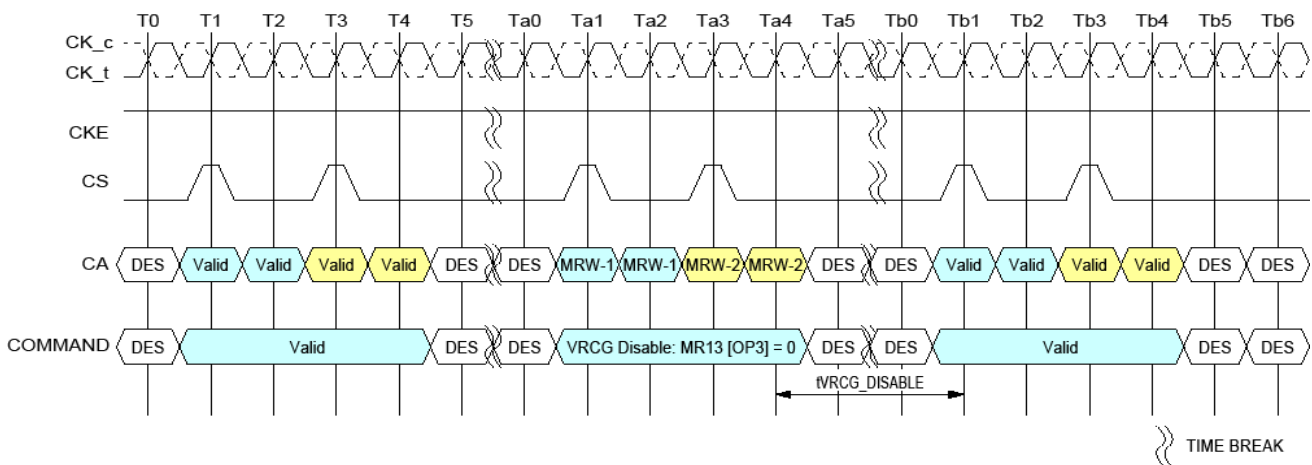 T0 T1 T2 T3 T4 T5 Ta0 Ta1 Ta2 Ta3 Ta4 Ta5 Tb0 Tb1 Tb2 Tb3 Tb4 Tb5 Tb6
CK_c
CK_t
CKE
CS
CA DES Valid Valid Valid Valid DES DES MRW-1 MRW-1 MRW-2 MRW-2 DES DES Valid Valid Valid Valid DES DES
COMMAND DES Valid DES DES VRCG Disable: MR13 [OP3] = 0 DES DES Valid DES DES
tVRCG_DISABLE
TIME BREAK